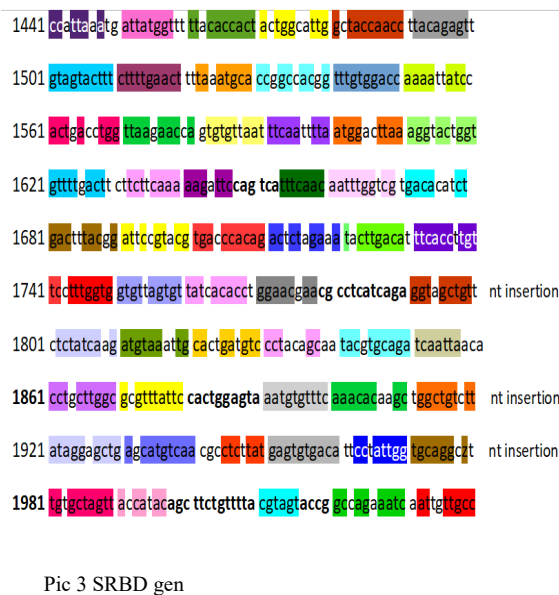 1441 ccattaaatg attatggttt ttacaccact actggcattg gctaccaacc ttacagagtt
1501 gtagtacttt cttttgaact tttaaatgca ccggccacgg tttgtggacc aaaattatcc
1561 actgacctgg ttaagaacca gtgtgttaat ttcaatttta atggacttaa aggtactggt
1621 gttttgactt cttcttcaaa aagattccag tcatttcaac aatttggtcg tgacacatct
1681 gactttacgg attccgtacg tgacccacag actctagaaa tacttgacat ttcaccttgt
1741 tcctttggtg gtgttagtgt tatcacacct ggaacgaacg cgcctcatcaga ggtagctgtt nt insertion
1801 ctctatcaag atgtaaattg cactgatgtc ccctacagcaa tacgtgcaga tcaattaaca
1861 cctgcttggc gcgtttattc cactggagta aatgtgtttc aaacacaagc tggctgtctt nt insertion
1921 ataggagctg agcatgtcaa cgcctcttat gagtgtgaca ttcctattgg tgcaggczt nt insertion
1981 tgtgctagtt accatacagc ttctgtttta cgtagtaccg gccagaaatc aattgttgcc
Pic 3 SRBD gen